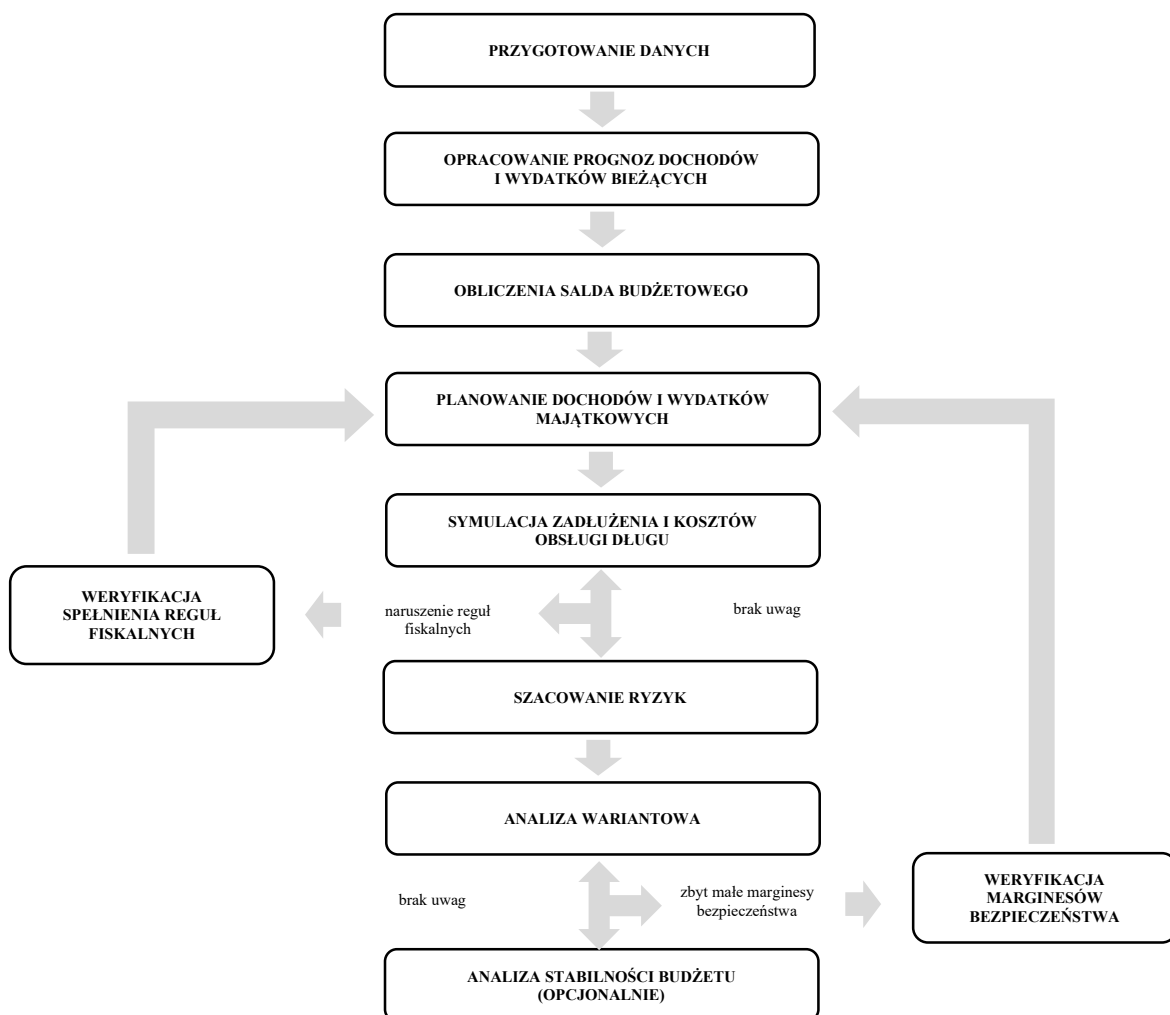 PRZYGOTOWANIE DANYCH
OPRACOWANIE PROGNOZ DOCHODÓW
I WYDATKÓW BIEŻĄCYCH
OBLICZENIA SALDA BUDŻETOWEGO
PLANOWANIE DOCHODÓW I WYDATKÓW
MAJĄTKOWYCH
SYMULACJA ZADŁUŻENIA I KOSZTÓW
OBSŁUGI DŁUGU
WERYFIKACJA
SPEŁNIENIA REGUŁ
FISKALNYCH
naruszenie reguł
fiskalnych
brak uwag
SZACOWANIE RYZYK
ANALIZA WARIANTOWA
brak uwag
zbyt małe marginesy
bezpieczeństwa
WERYFIKACJA
MARGINESÓW
BEZPIECZEŃSTWA
ANALIZA STABILNOŚCI BUDŻETU
(OPCJONALNIE)